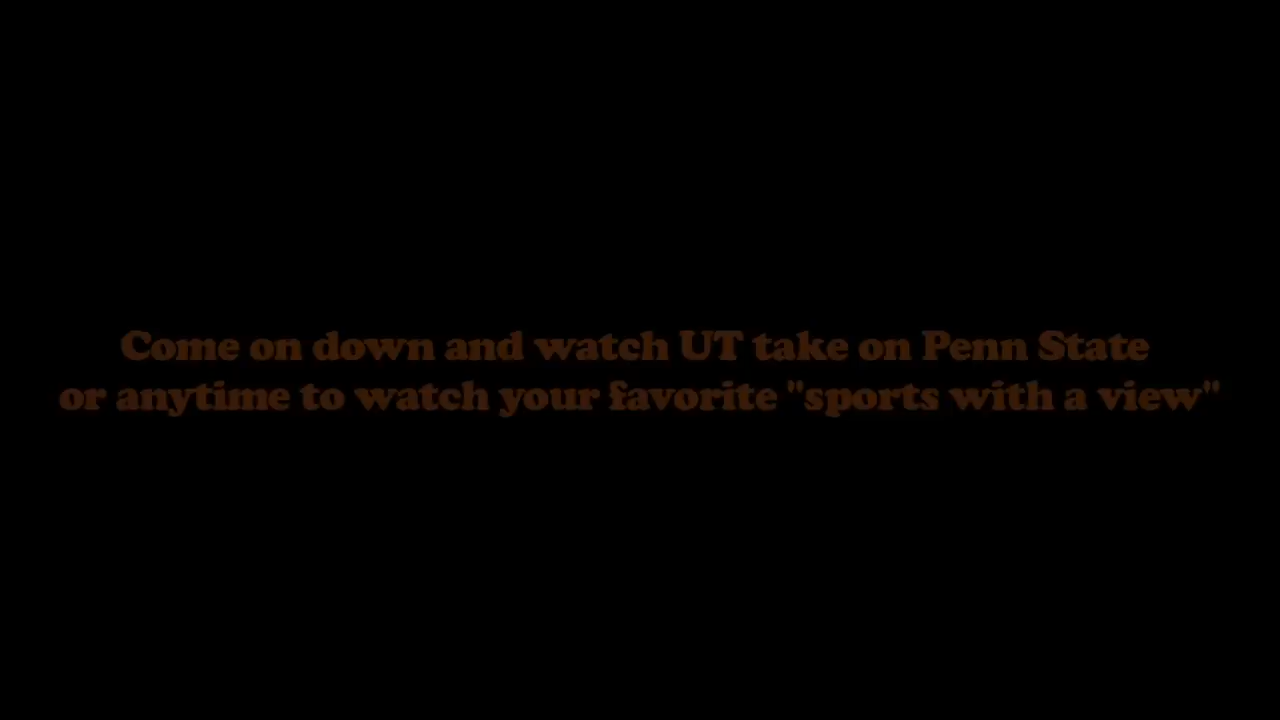 Come on down and watch UT take on Penn State
or anytime to watch your favorite "sports with a view"